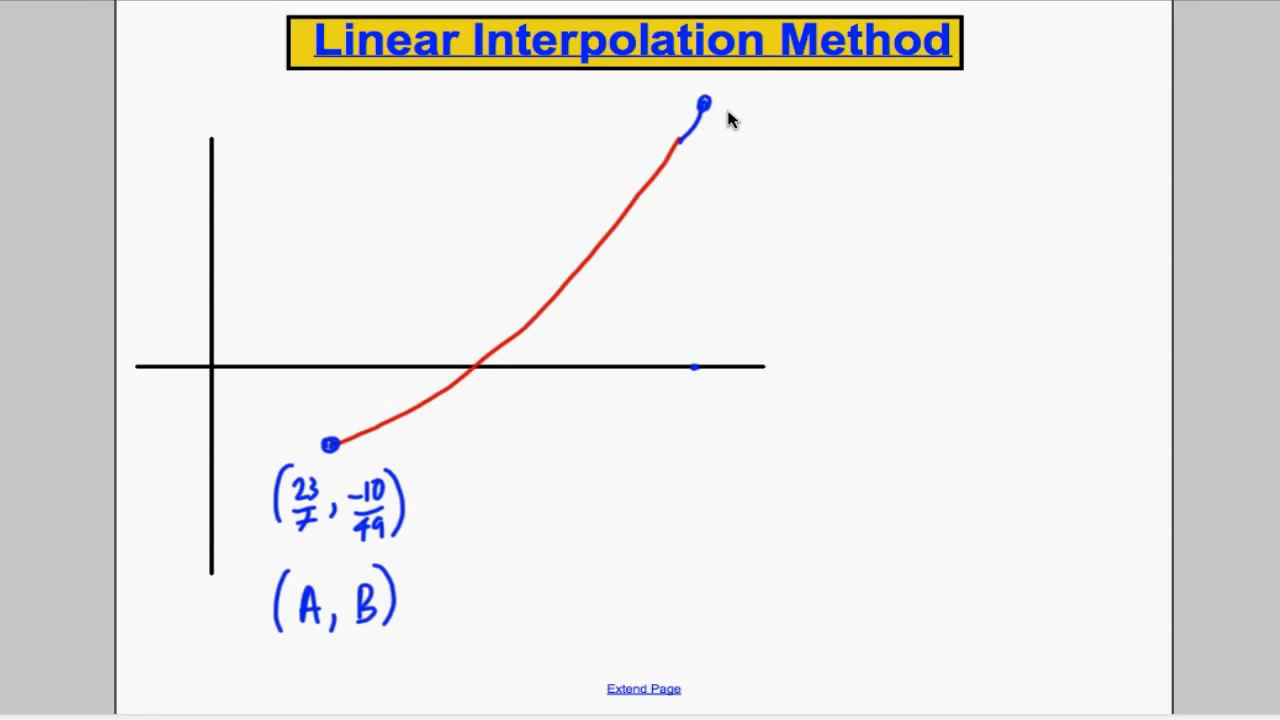 Linear Interpolation Method
(23/7, -10/49)
(A, B)
Extend Page